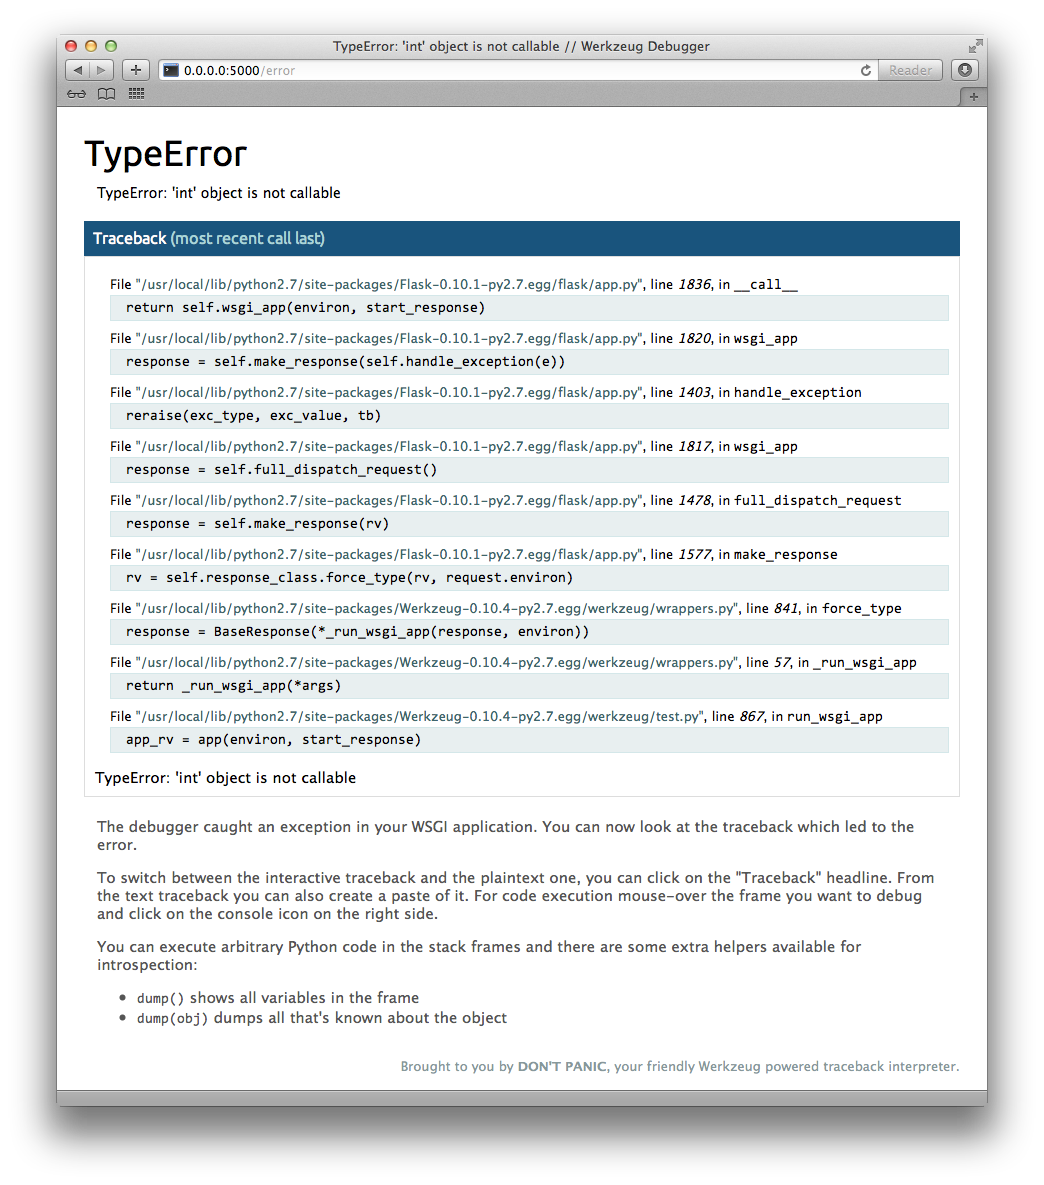 TypeError: 'int' object is not callable // Werkzeug Debugger
0.0.0.0:5000/error
Reader
TypeError
TypeError: 'int' object is not callable
Traceback (most recent call last)
File "/usr/local/lib/python2.7/site-packages/Flask-0.10.1-py2.7.egg/flask/app.py", line 1836, in __call__
return self.wsgi_app(environ, start_response)
File "/usr/local/lib/python2.7/site-packages/Flask-0.10.1-py2.7.egg/flask/app.py", line 1820, in wsgi_app
response = self.make_response(self.handle_exception(e))
File "/usr/local/lib/python2.7/site-packages/Flask-0.10.1-py2.7.egg/flask/app.py", line 1403, in handle_exception
reraise(exc_type, exc_value, tb)
File "/usr/local/lib/python2.7/site-packages/Flask-0.10.1-py2.7.egg/flask/app.py", line 1817, in wsgi_app
response = self.full_dispatch_request()
File "/usr/local/lib/python2.7/site-packages/Flask-0.10.1-py2.7.egg/flask/app.py", line 1478, in full_dispatch_request
response = self.make_response(rv)
File "/usr/local/lib/python2.7/site-packages/Flask-0.10.1-py2.7.egg/flask/app.py", line 1577, in make_response
rv = self.response_class.force_type(rv, request.environ)
File "/usr/local/lib/python2.7/site-packages/Werkzeug-0.10.4-py2.7.egg/werkzeug/wrappers.py", line 841, in force_type
response = BaseResponse(*_run_wsgi_app(response, environ))
File "/usr/local/lib/python2.7/site-packages/Werkzeug-0.10.4-py2.7.egg/werkzeug/wrappers.py", line 57, in _run_wsgi_app
return _run_wsgi_app(*args)
File "/usr/local/lib/python2.7/site-packages/Werkzeug-0.10.4-py2.7.egg/werkzeug/test.py", line 867, in run_wsgi_app
app_rv = app(environ, start_response)
TypeError: 'int' object is not callable
The debugger caught an exception in your WSGI application. You can now look at the traceback which led to the
error.
To switch between the interactive traceback and the plaintext one, you can click on the "Traceback" headline. From
the text traceback you can also create a paste of it. For code execution mouse-over the frame you want to debug
and click on the console icon on the right side.
You can execute arbitrary Python code in the stack frames and there are some extra helpers available for
introspection:
• dump() shows all variables in the frame
• dump(obj) dumps all that's known about the object
Brought to you by DON'T PANIC, your friendly Werkzeug powered traceback interpreter.